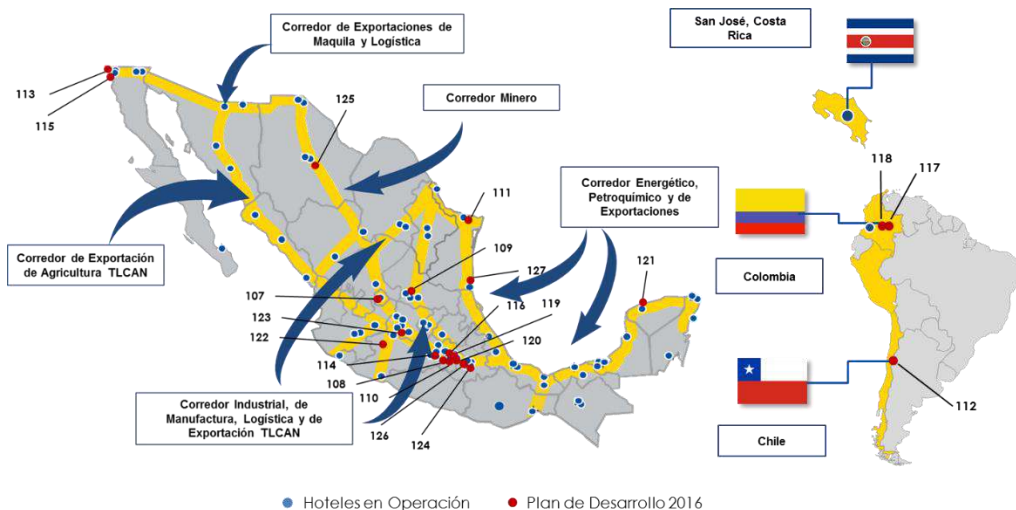 Corredor de Exportaciones de
Maquila y Logística
San José, Costa
Rica
113
115
125
Corredor Minero
118
117
111
Corredor Energético,
Petroquímico y de
Exportaciones
Corredor de Exportación
de Agricultura TLCAN
109
127
121
Colombia
107
116
119
123
120
122
114
108
110
Corredor Industrial, de
Manufactura, Logística y de
Exportación TLCAN
126
124
112
Chile
Hoteles en Operación
Plan de Desarrollo 2016